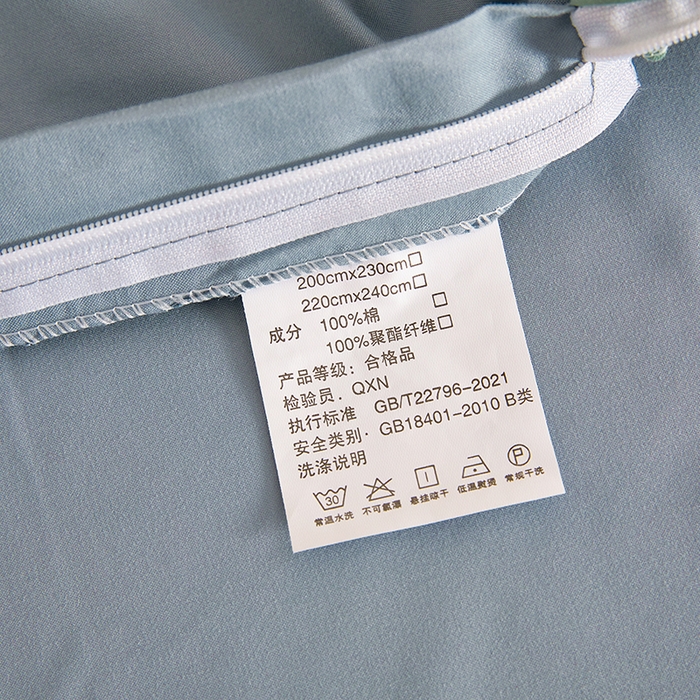 200cmx230cm□
220cmx240cm□
成分 100%棉 □
100%聚酯纤维□
产品等级：合格品
检验员．QXN
执行标准 GB/T22796-2021
安全类别．GB18401-2010 B类
洗涤说明
30 P
常温水洗 不可氯漂 悬挂晾干 低温熨烫 常规干洗